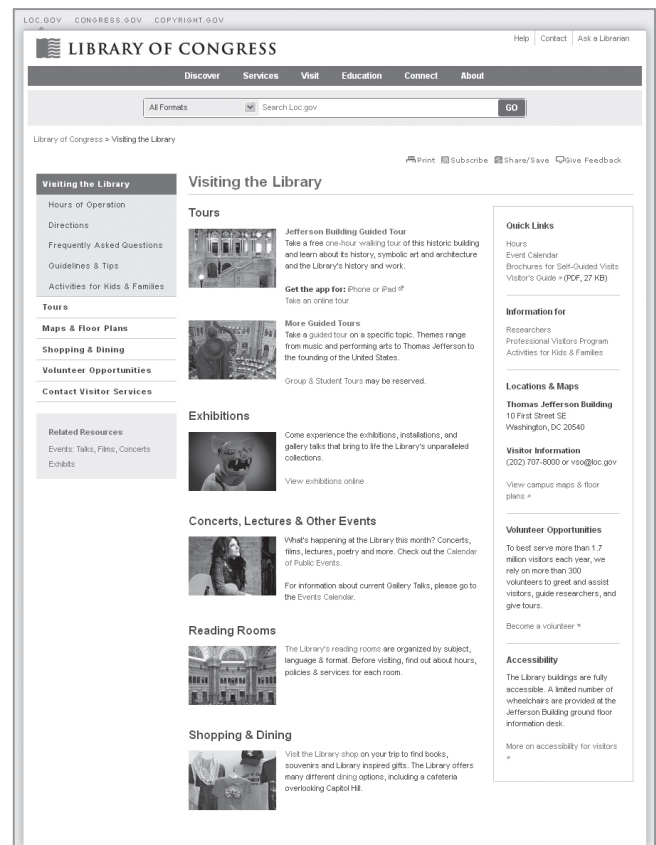 LOC.GOV CONGRESS.GOV COPYRIGHT.GOV
Help Contact Ask a Librarian
LIBRARY OF CONGRESS
Discover Services Visit Education Connect About
All Formats Search Loc.gov GO
Library of Congress » Visiting the Library
Print Subscribe Share/Save Give Feedback
Visiting the Library
Hours of Operation
Directions
Frequently Asked Questions
Guidelines & Tips
Activities for Kids & Families
Tours
Maps & Floor Plans
Shopping & Dining
Volunteer Opportunities
Contact Visitor Services
Related Resources
Events: Talks, Films, Concerts
Exhibits
Visiting the Library
Tours
Jefferson Building Guided Tour
Take a free one-hour walking tour of this historic building
and learn about its history, symbolic art and architecture
and the Library's history and work.
Get the app for: iPhone or iPad
Take an online tour
More Guided Tours
Take a guided tour on a specific topic. Themes range
from music and performing arts to Thomas Jefferson to
the founding of the United States.
Group & Student Tours may be reserved.
Exhibitions
Come experience the exhibitions, installations, and
gallery talks that bring to life the Library's unparalleled
collections.
View exhibitions online
Concerts, Lectures & Other Events
What's happening at the Library this month? Concerts,
films, lectures, poetry and more. Check out the Calendar
of Public Events.
For information about current Gallery Talks, please go to
the Events Calendar.
Reading Rooms
The Library's reading rooms are organized by subject,
language & format. Before visiting, find out about hours,
policies & services for each room.
Shopping & Dining
Visit the Library shop on your trip to find books,
souvenirs and Library inspired gifts. The Library offers
many different dining options, including a cafeteria
overlooking Capitol Hill.
Quick Links
Hours
Event Calendar
Brochures for Self-Guided Visits
Visitor's Guide » (PDF, 27 KB)
Information for
Researchers
Professional Visitors Program
Activities for Kids & Families
Locations & Maps
Thomas Jefferson Building
10 First Street SE
Washington, DC 20540
Visitor Information
(202) 707-8000 or vso@loc.gov
View campus maps & floor
plans »
Volunteer Opportunities
To best serve more than 1.7
million visitors each year, we
rely on more than 300
volunteers to greet and assist
visitors, guide researchers, and
give tours.
Become a volunteer »
Accessibility
The Library buildings are fully
accessible. A limited number of
wheelchairs are provided at the
Jefferson Building ground floor
information desk.
More on accessibility for visitors
»